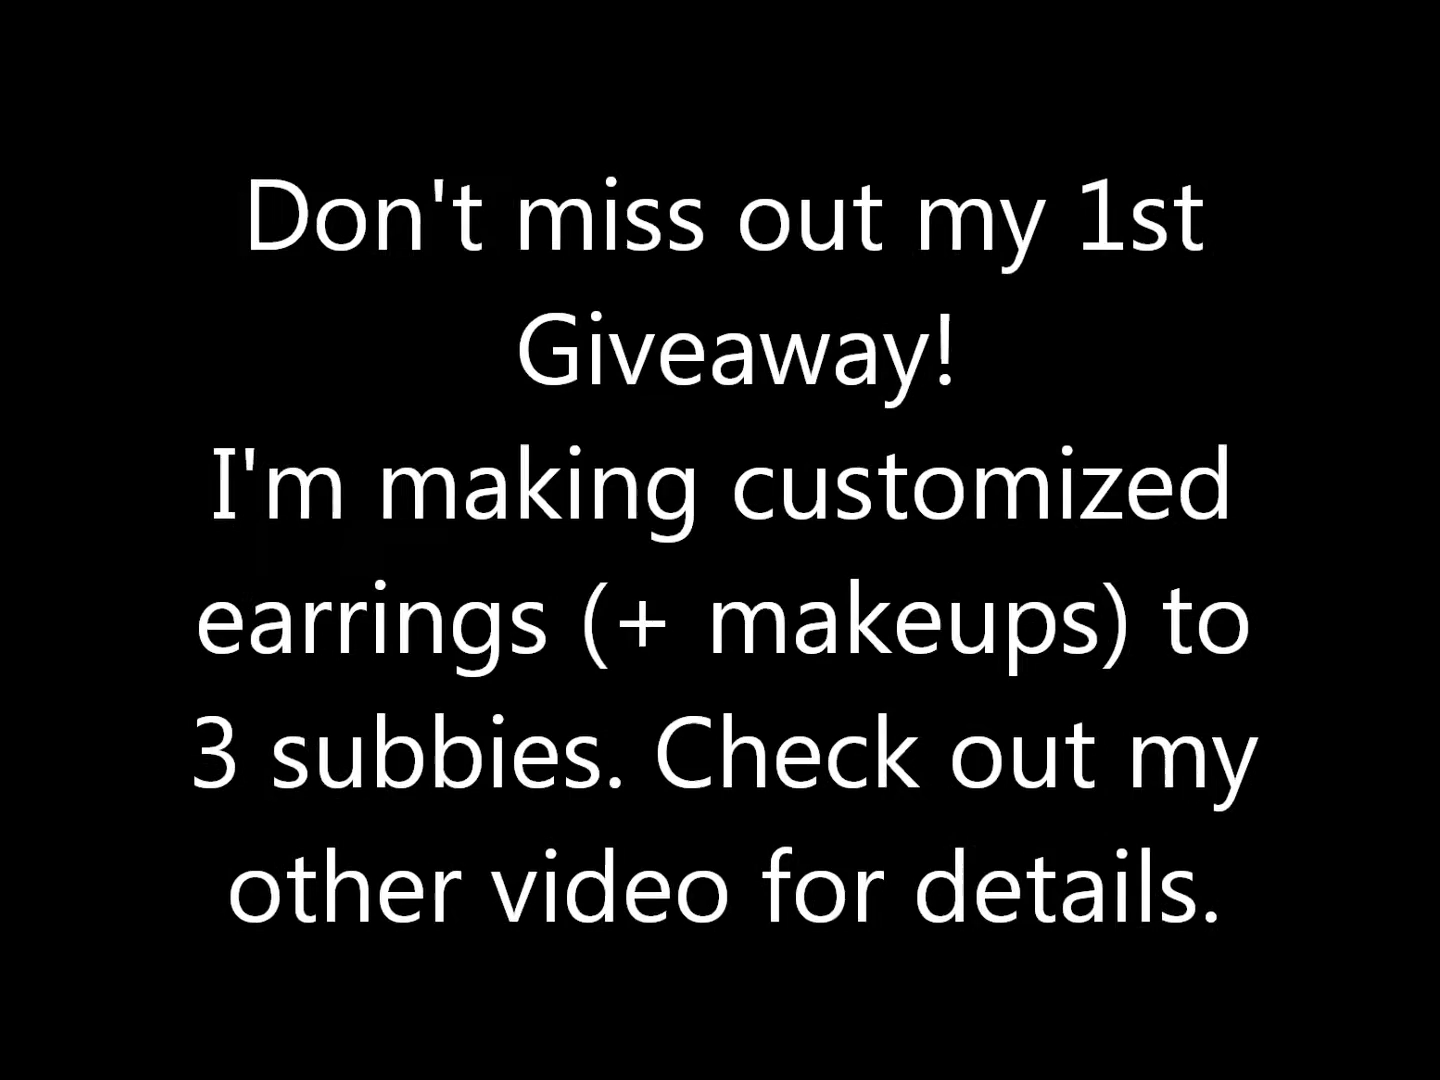 Don't miss out my 1st
Giveaway!
I'm making customized
earrings (+ makeups) to
3 subbies. Check out my
other video for details.